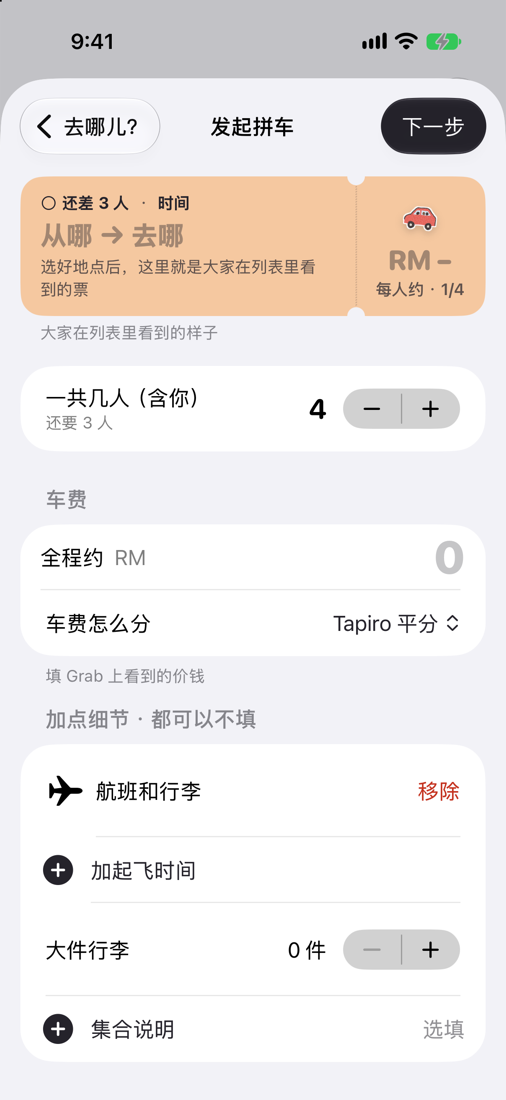 9:41
去哪儿?
发起拼车
下一步
还差 3 人 · 时间
从哪 → 去哪
选好地点后，这里就是大家在列表里看
到的票
RM –
每人约 · 1/4
大家在列表里看到的样子
一共几人（含你）
还要 3 人
4
车费
全程约 RM
0
车费怎么分
Tapiro 平分
填 Grab 上看到的价钱
加点细节 · 都可以不填
航班和行李
移除
加起飞时间
大件行李
0 件
集合说明
选填